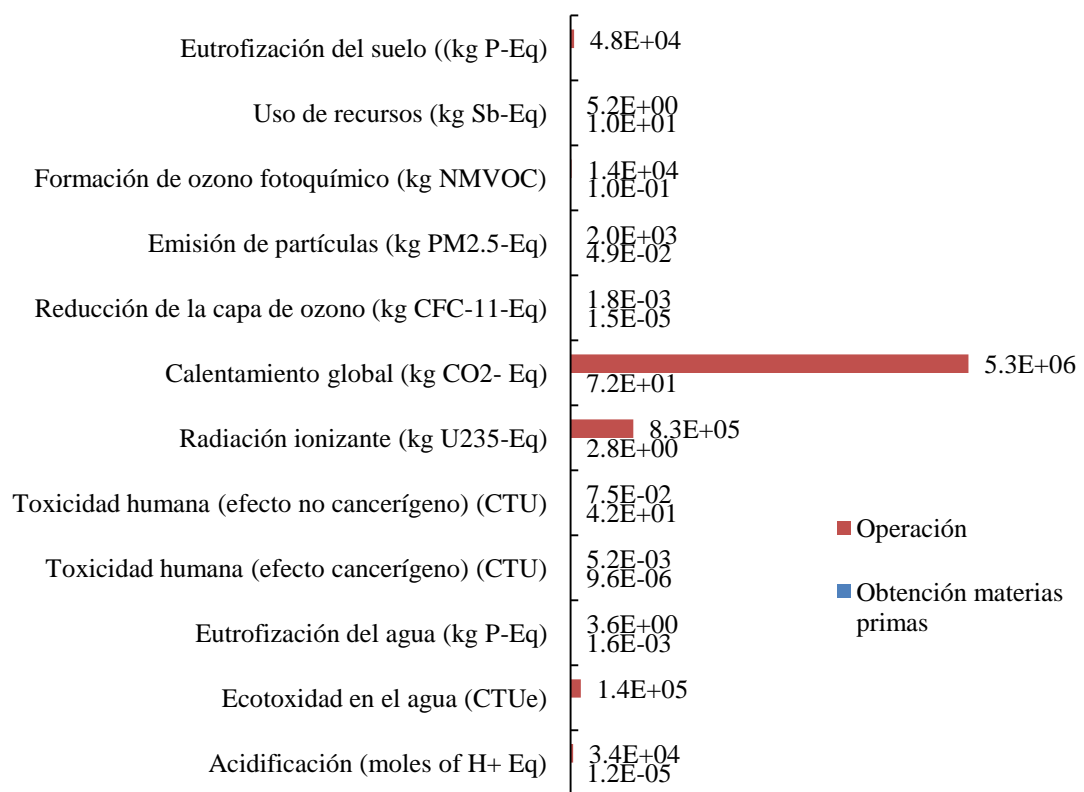 Eutrofización del suelo ((kg P-Eq)
4.8E+04
Uso de recursos (kg Sb-Eq)
5.2E+00
1.0E+01
Formación de ozono fotoquímico (kg NMVOC)
1.4E+04
1.0E-01
Emisión de partículas (kg PM2.5-Eq)
2.0E+03
4.9E-02
Reducción de la capa de ozono (kg CFC-11-Eq)
1.8E-03
1.5E-05
Calentamiento global (kg CO2- Eq)
5.3E+06
7.2E+01
Radiación ionizante (kg U235-Eq)
8.3E+05
2.8E+00
Toxicidad humana (efecto no cancerígeno) (CTU)
7.5E-02
4.2E+01
Toxicidad humana (efecto cancerígeno) (CTU)
5.2E-03
9.6E-06
Eutrofización del agua (kg P-Eq)
3.6E+00
1.6E-03
Ecotoxidad en el agua (CTUe)
1.4E+05
Acidificación (moles of H+ Eq)
3.4E+04
1.2E-05
Operación
Obtención materias
primas